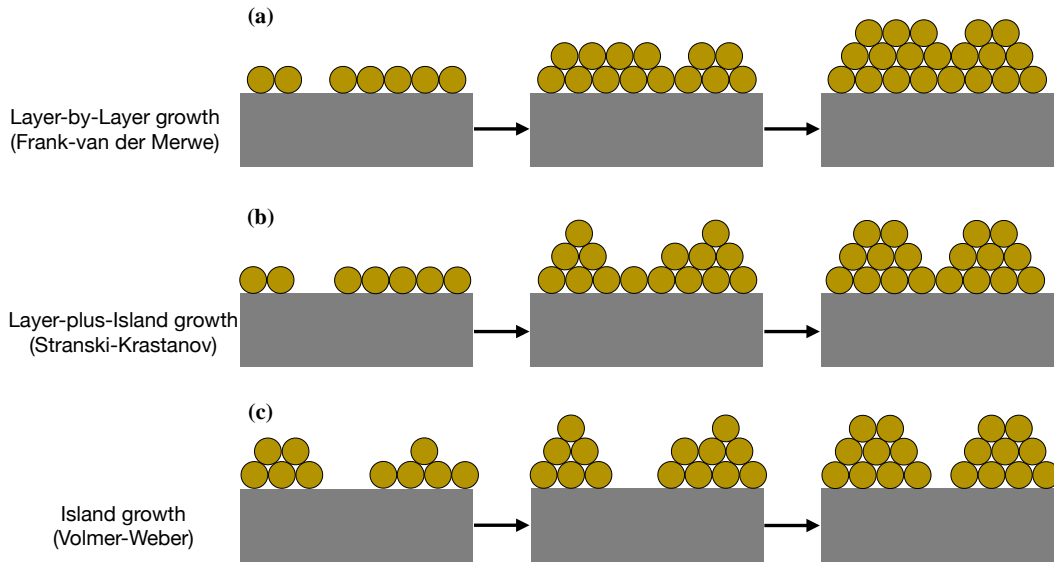 (a)
Layer-by-Layer growth
(Frank-van der Merwe)
(b)
Layer-plus-Island growth
(Stranski-Krastanov)
(c)
Island growth
(Volmer-Weber)